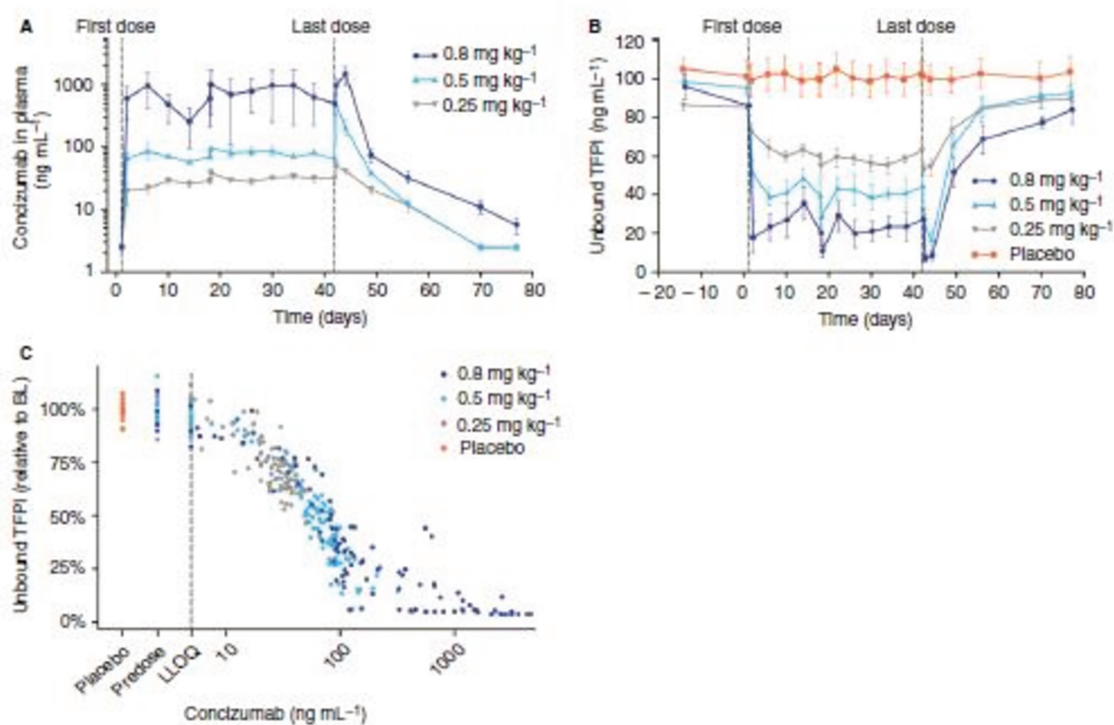 A
First dose
Last dose
0.8 mg kg⁻¹
0.5 mg kg⁻¹
0.25 mg kg⁻¹
Concizumab in plasma
(ng mL⁻¹)
1000
100
10
1
0 10 20 30 40 50 60 70 80
Time (days)
B
First dose
Last dose
Unbound TFPI (ng mL⁻¹)
120
100
80
60
40
20
0
0.8 mg kg⁻¹
0.5 mg kg⁻¹
0.25 mg kg⁻¹
Placebo
−20 −10 0 10 20 30 40 50 60 70 80
Time (days)
C
Unbound TFPI (relative to BL)
100%
75%
50%
25%
0%
0.8 mg kg⁻¹
0.5 mg kg⁻¹
0.25 mg kg⁻¹
Placebo
Placebo Predose LLOQ 10 100 1000
Concizumab (ng mL⁻¹)